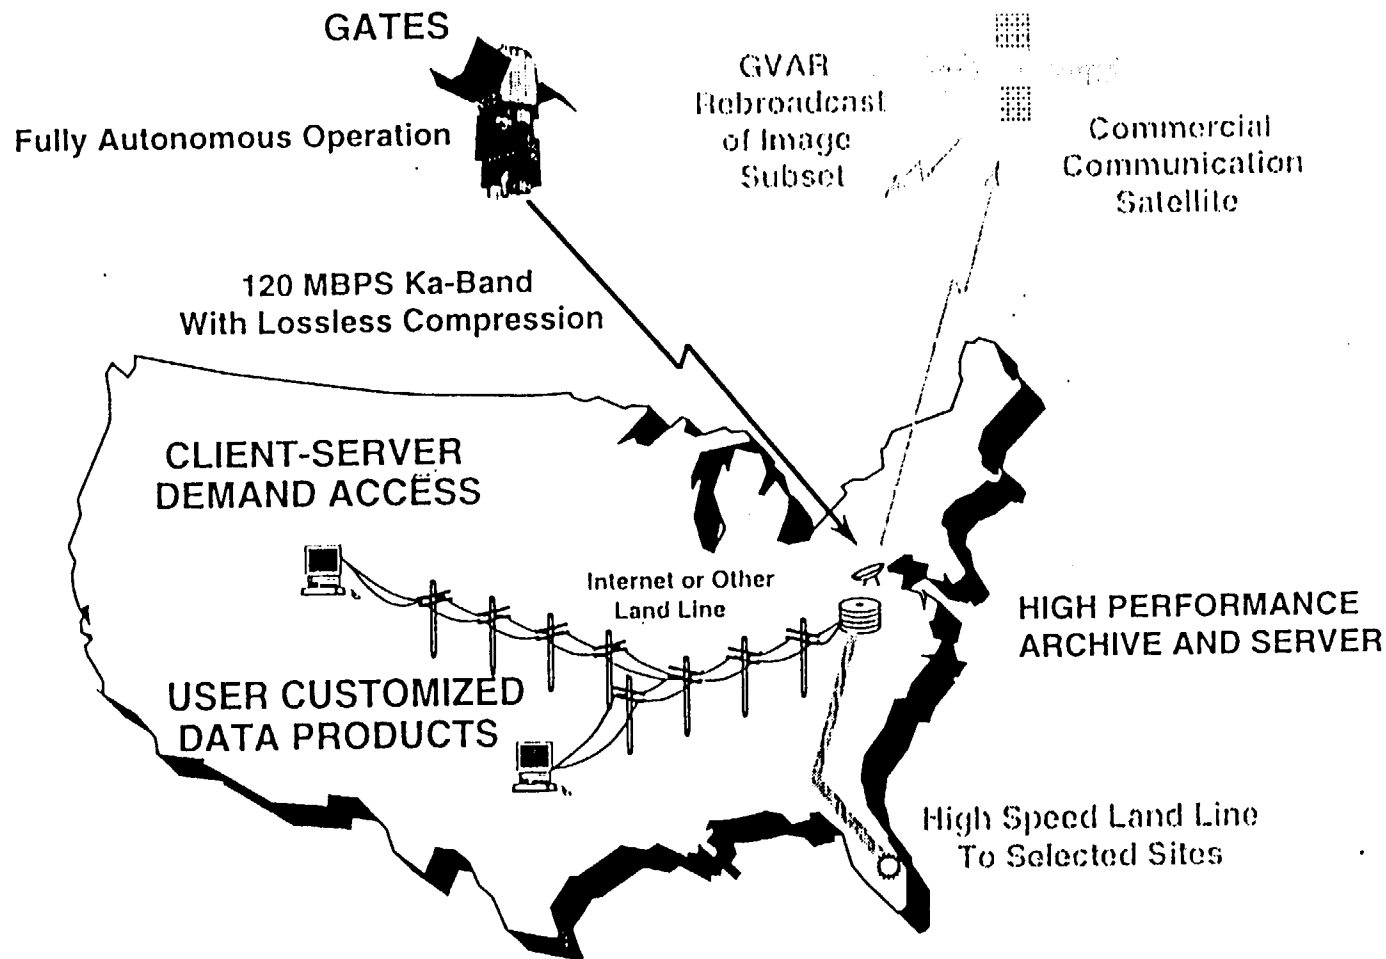 GATES
Fully Autonomous Operation
GVAR
Rebroadcast
of Image
Subset
Commercial
Communication
Satellite
120 MBPS Ka-Band
With Lossless Compression
CLIENT-SERVER
DEMAND ACCESS
Internet or Other
Land Line
HIGH PERFORMANCE
ARCHIVE AND SERVER
USER CUSTOMIZED
DATA PRODUCTS
High Speed Land Line
To Selected Sites